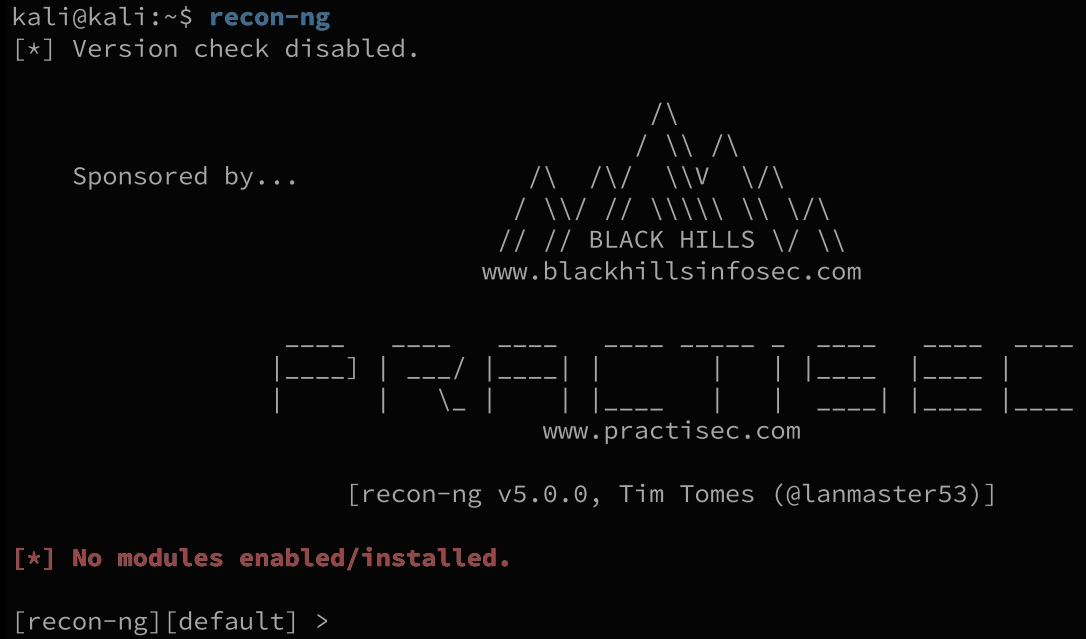 kali@kali:~$ recon-ng
[*] Version check disabled.
Sponsored by...
BLACK HILLS
www.blackhillsinfosec.com
PRACTISEC
www.practisec.com
[recon-ng v5.0.0, Tim Tomes (@lanmaster53)]
[*] No modules enabled/installed.
[recon-ng][default] >